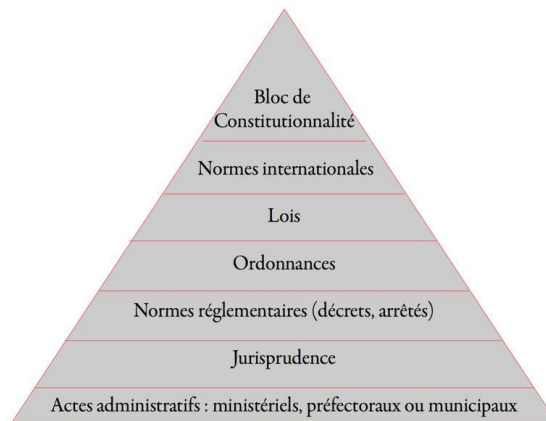 Bloc de
Constitutionnalité
Normes internationales
Lois
Ordonnances
Normes réglementaires (décrets, arrêtés)
Jurisprudence
Actes administratifs : ministériels, préfectoraux ou municipaux